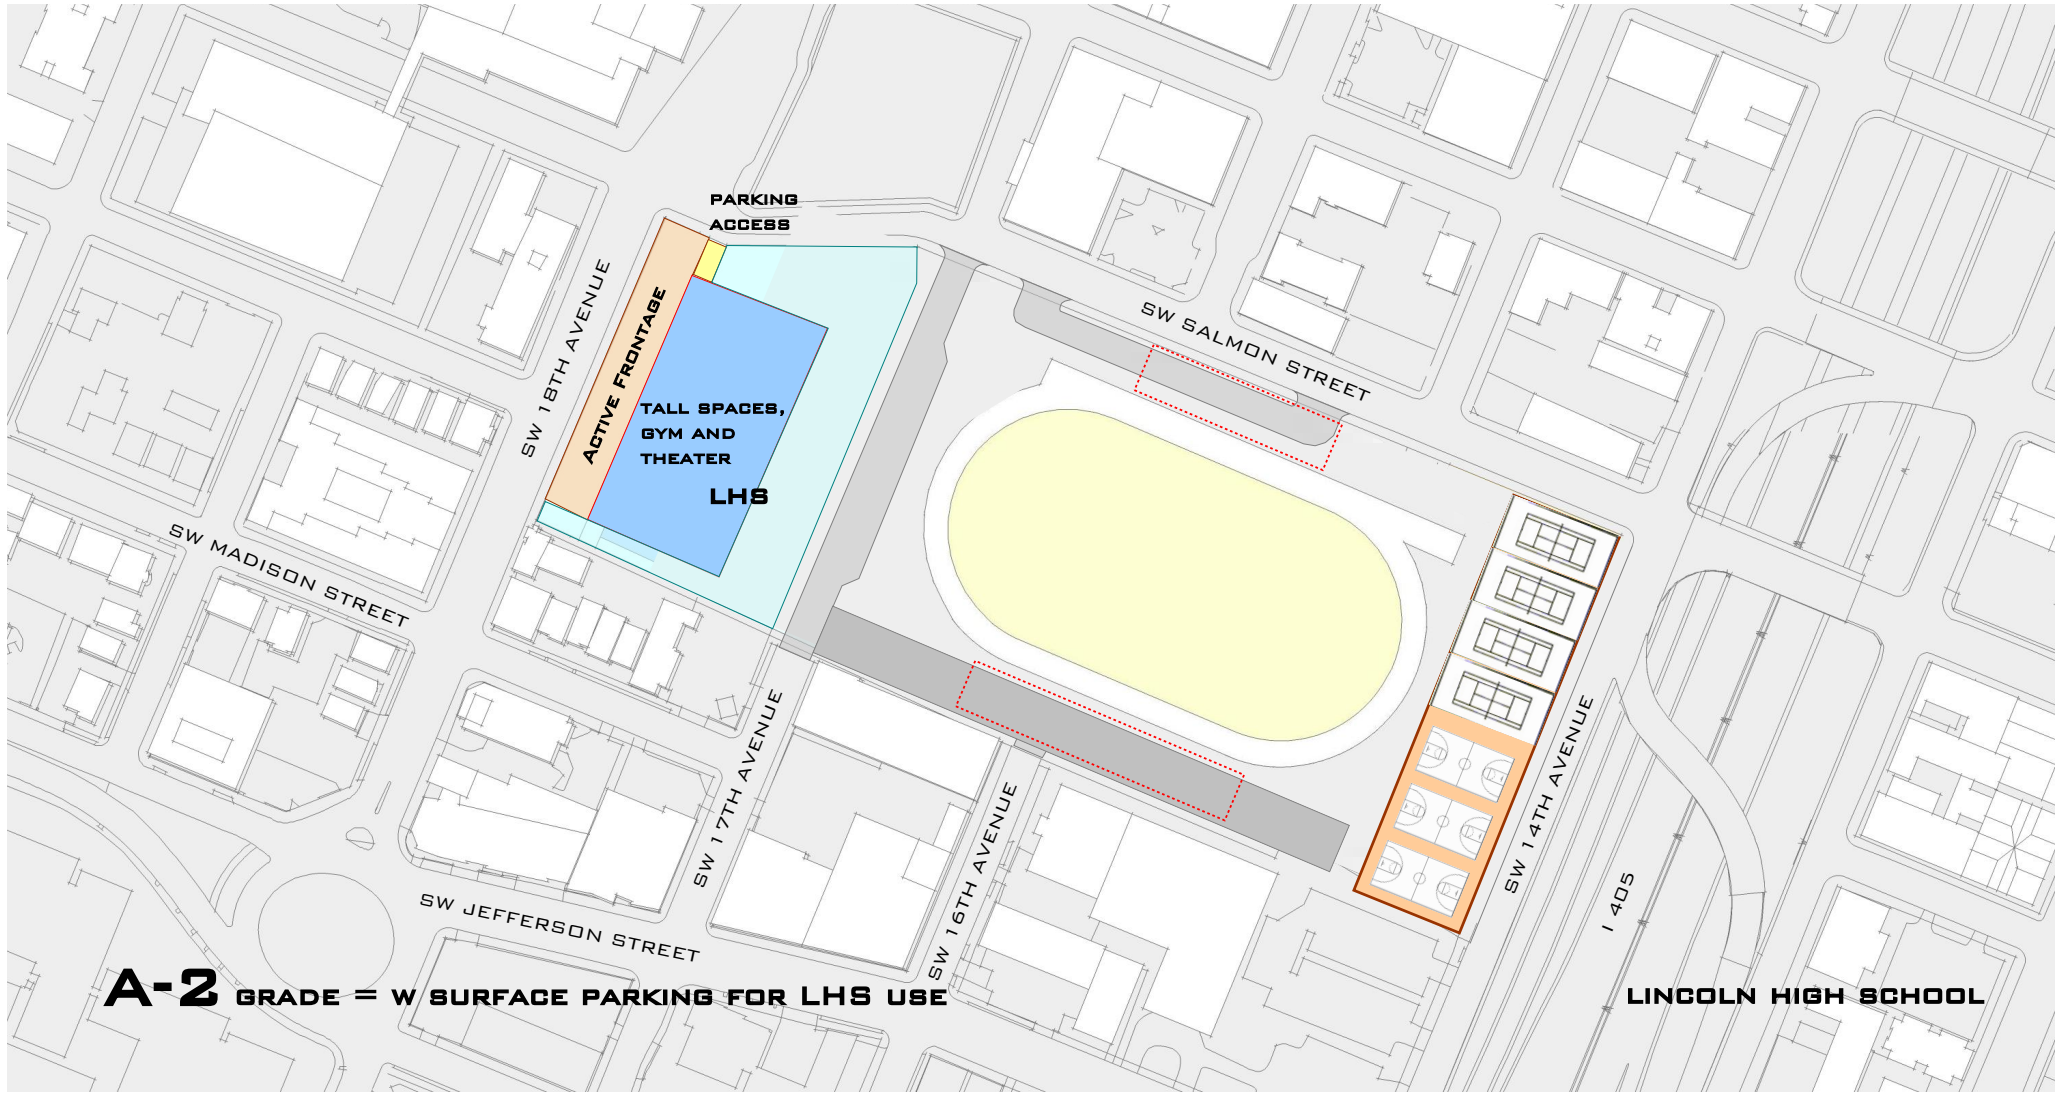 PARKING
ACCESS
SW 18TH AVENUE
ACTIVE FRONTAGE
SW SALMON STREET
TALL SPACES,
GYM AND
THEATER
LHS
SW MADISON STREET
SW 17TH AVENUE
SW 16TH AVENUE
SW 14TH AVENUE
I 405
SW JEFFERSON STREET
A-2 GRADE = W SURFACE PARKING FOR LHS USE
LINCOLN HIGH SCHOOL